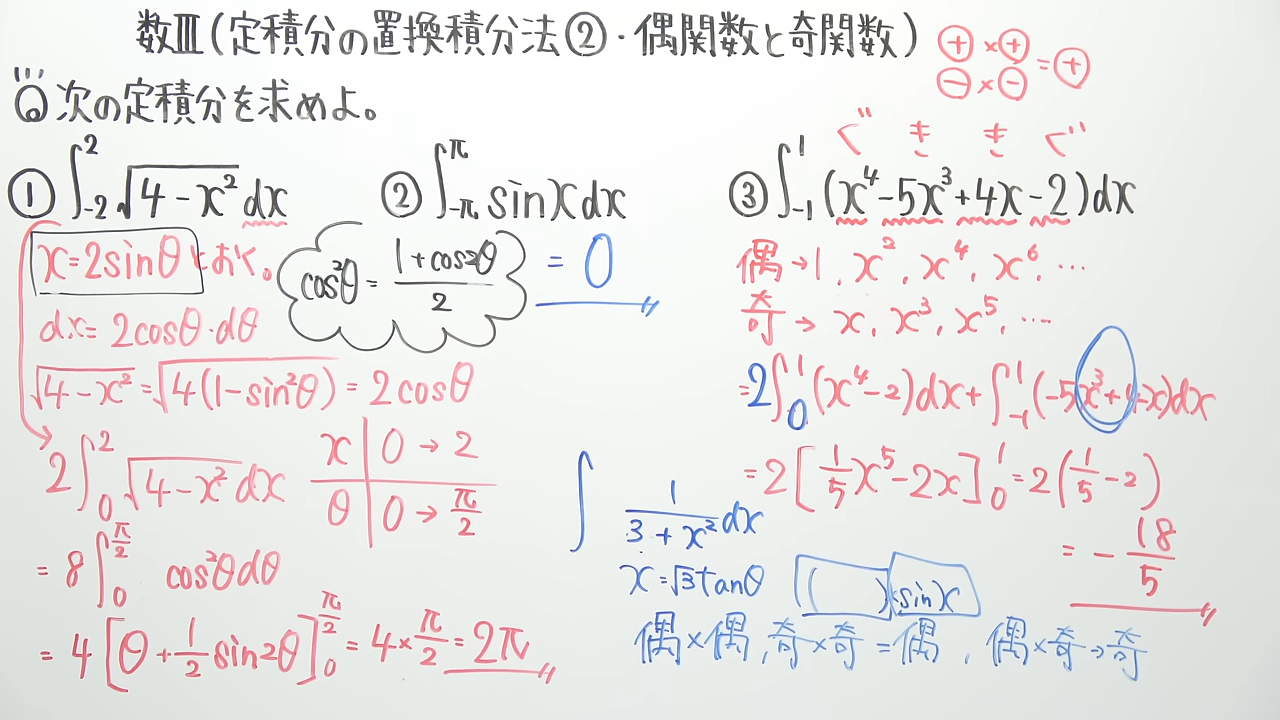 数Ⅲ(定積分の置換積分法②・偶関数と奇関数)
⊕×⊕
⊖×⊖
=⊕
Q 次の定積分を求めよ。
ぐ き き ぐ
① ∫_{-2}^{2} √(4-x²) dx
x=2sinθ とおく。
dx=2cosθ・dθ
√(4-x²)=√(4(1-sin²θ))=2cosθ
2∫_{0}^{2} √(4-x²) dx
x | 0→2
θ | 0→π/2
=8∫_{0}^{π/2} cos²θdθ
=4[θ+1/2 sin2θ]_{0}^{π/2}=4×π/2=2π
② ∫_{-π}^{π} sinxdx
cos²θ=(1+cos2θ)/2
=0
③ ∫_{-1}^{1} (x⁴-5x³+4x-2)dx
偶→1, x², x⁴, x⁶, …
奇→x, x³, x⁵, …
=2∫_{0}^{1} (x⁴-2)dx+∫_{-1}^{1} (-5x³+4x)dx
=2[1/5 x⁵-2x]_{0}^{1}=2(1/5-2)
=-18/5
∫ 1/(3+x²) dx
x=√3tanθ
( ) sinx
偶×偶, 奇×奇=偶, 偶×奇→奇